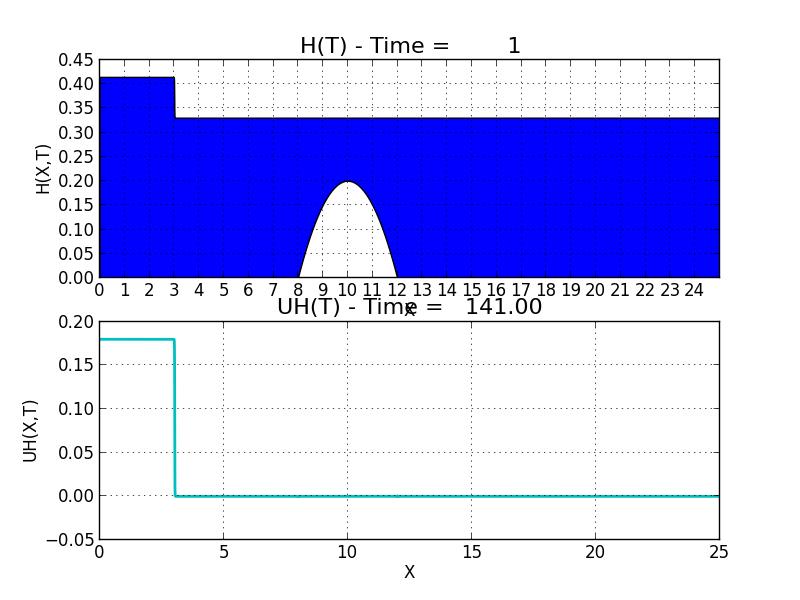 H(T) - Time = 1
0.45
0.40
0.35
0.30
0.25
0.20
0.15
0.10
0.05
0.00
H(X,T)
0 1 2 3 4 5 6 7 8 9 10 11 12 13 14 15 16 17 18 19 20 21 22 23 24
X
UH(T) - Time = 141.00
0.20
0.15
0.10
0.05
0.00
−0.05
UH(X,T)
0 5 10 15 20 25
X